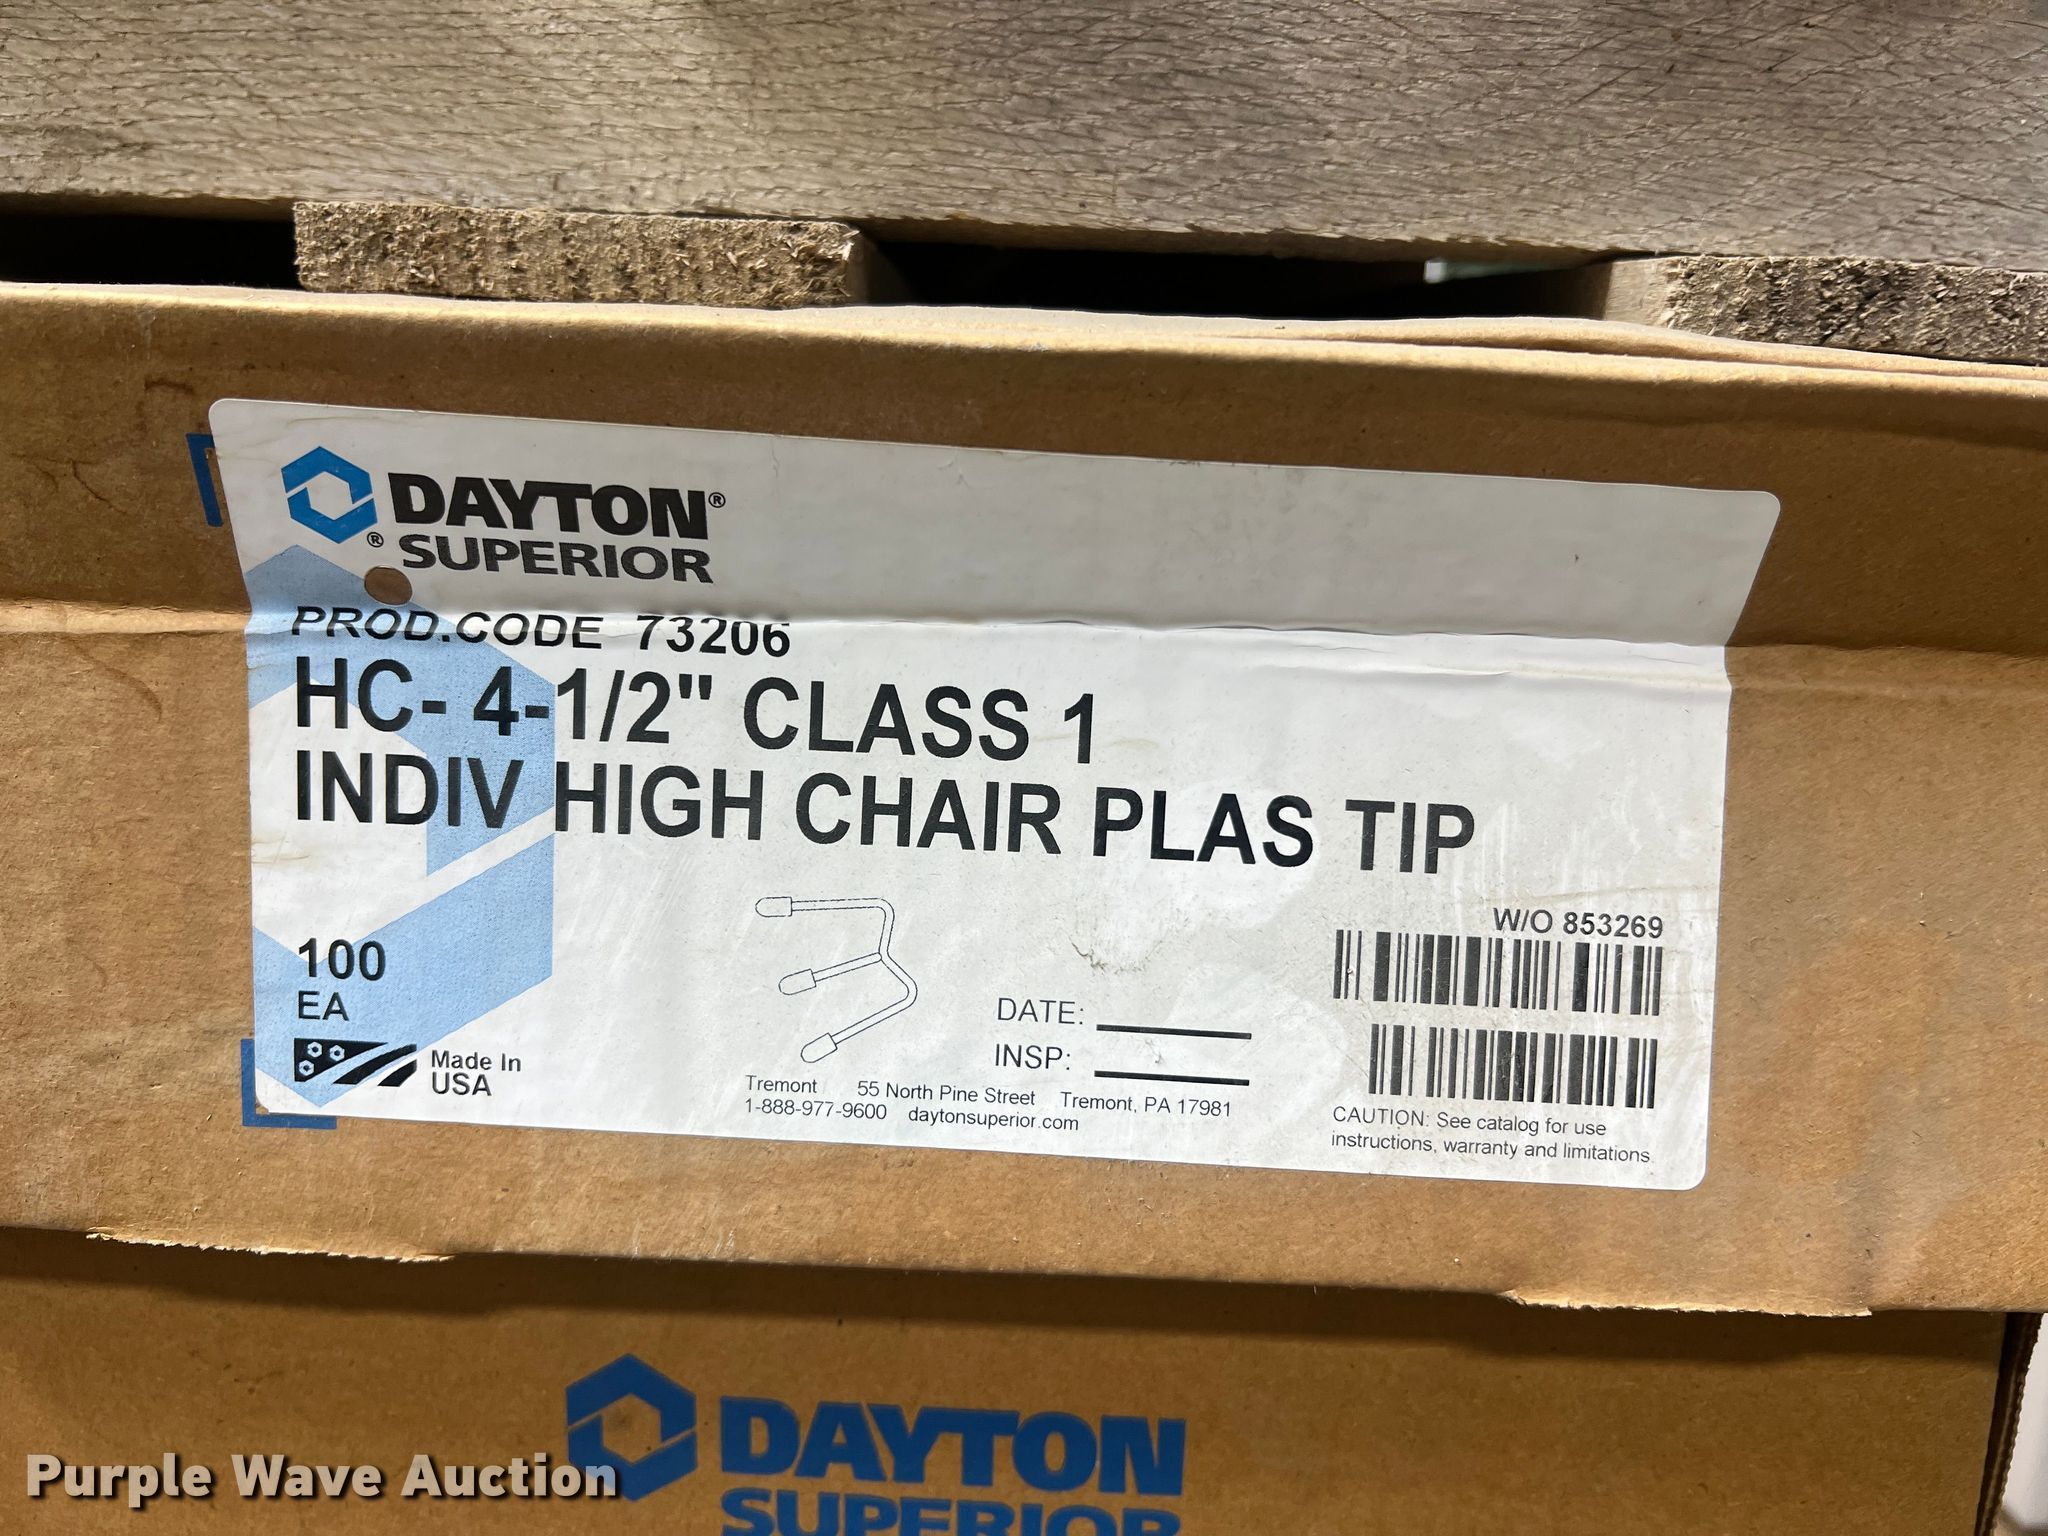 DAYTON®
® SUPERIOR
PROD.CODE 73206
HC- 4-1/2" CLASS 1
INDIV HIGH CHAIR PLAS TIP
100
EA
Made In
USA
DATE:
INSP:
Tremont 55 North Pine Street Tremont, PA 17981
1-888-977-9600 daytonsuperior.com
W/O 853269
CAUTION: See catalog for use
instructions, warranty and limitations.
DAYTON
SUPERIOR
Purple Wave Auction